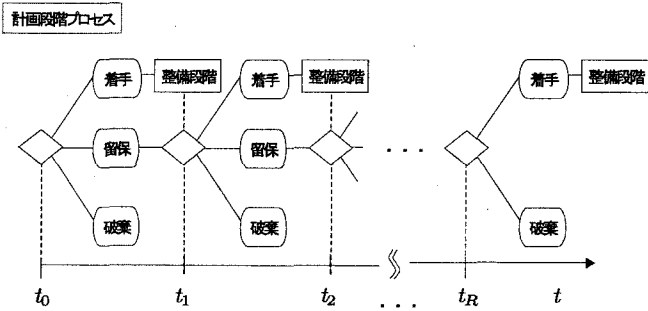 計画段階プロセス
着手 整備段階 着手 整備段階 着手 整備段階
留保 留保 . . .
破棄 破棄 破棄
t₀ t₁ t₂ . . . t_R t